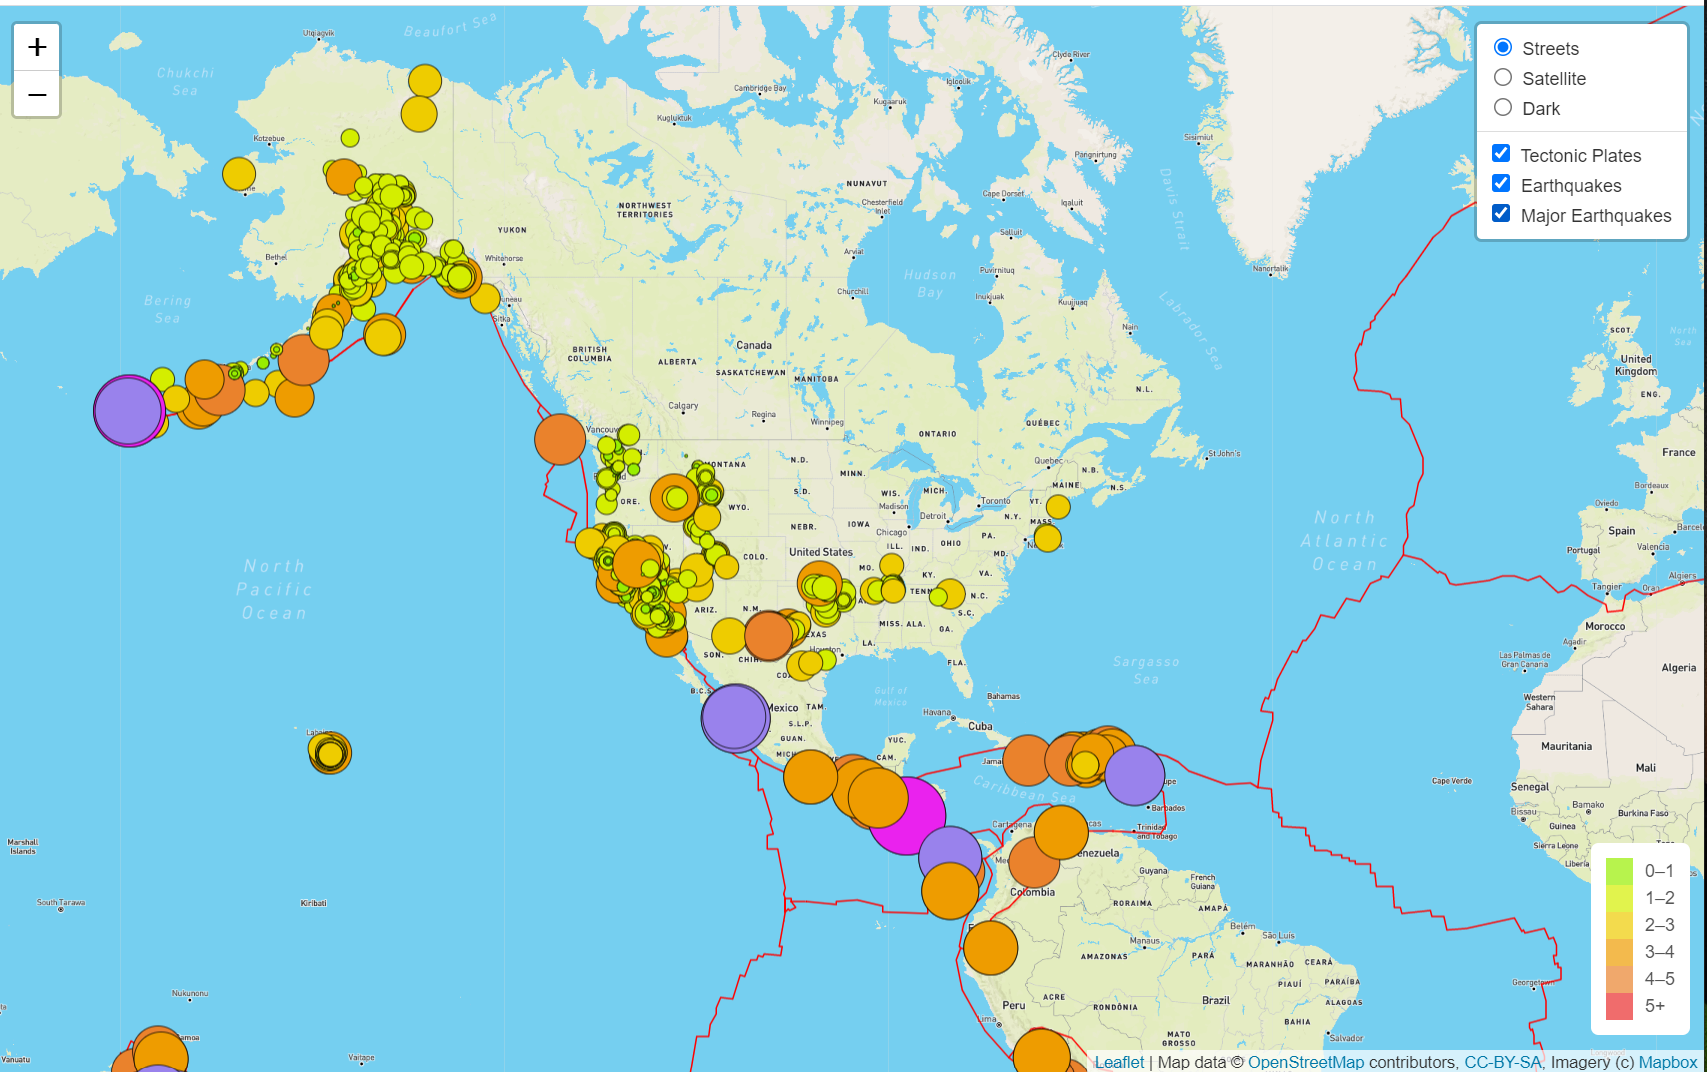 +
−
Streets
Satellite
Dark
Tectonic Plates
Earthquakes
Major Earthquakes
Utqiaġvik
Beaufort Sea
Chukchi
Sea
Clyde River
Cambridge Bay
Igloolik
Kugaaruk
Kugluktuk
Kotzebue
Sisimiut
Pangnirtung
NUNAVUT
Cape Dorset
Iqaluit
Davis Strait
Chesterfield
Inlet
NORTHWEST
TERRITORIES
YUKON
Salluit
Bethel
Whitehorse
Arviat
Puvirnituq
Nanortalik
Hudson
Bay
Churchill
Inukjuak
Kuujjuaq
Bering
Sea
Sitka
Nain
Labrador Sea
SCOT.
North
Sea
BRITISH
COLUMBIA
ALBERTA
Canada
SASKATCHEWAN
MANITOBA
United
Kingdom
N.L.
ENG.
Calgary
Regina
Winnipeg
ONTARIO
QUÉBEC
Vancouv
St John's
France
MONTANA
N.D.
MINN.
Quebec
N.B.
MAINE
N.S.
Bordeaux
ORE.
WYO.
S.D.
WIS.
MICH.
Madison
Toronto
VT.
Oviedo
N.Y.
MASS
Detroit
Chicago
NEBR.
IOWA
Spain
Barcel
North
Atlantic
Ocean
Portugal
Valencia
ILL.
IND.
OHIO
PA.
MD.
V.
COLO.
United States
North
Pacific
Ocean
MO.
KY.
VA.
Algiers
Tangier
Oran
TENN
N.C.
S.C.
ARIZ.
N.M.
MISS.
ALA.
GA.
Morocco
EXAS
LA.
Agadir
Houston
SON.
CHIH
FLA.
Las Palmas de
Gran Canaria
Algeria
Sargasso
Sea
CO
B.C.S.
Gulf of
Mexico
Bahamas
Western
Sahara
Mexico
TAM.
Havana
Cuba
S.L.P.
GUAN.
YUC.
Mauritania
MICH
CAM.
Jamai
Caribbean Sea
upe
Cape Verde
Mali
Senegal
Barbados
Bamako
Bissau
Burkina Faso
Cartagena
cas
Trinidad
and Tobago
Guinea
Marshall
Islands
Sierra Leone
Liberia
enezuela
Guyana
French
Guiana
Colombia
South Tarawa
Kiribati
RORAIMA
AMAPÁ
Belém
São Luís
Manaus
AMAZONAS
PARÁ
MARANHÃO
CEARÁ
PIAUÍ
PARAÍBA
Georgetown
Nukunonu
ACRE
Peru
RONDÔNIA
Brazil
ALAGOAS
BAHIA
Lima
MATO
GROSSO
Salvador
amoa
Vanuatu
Vaitape
0–1
1–2
2–3
3–4
4–5
5+
Leaflet | Map data © OpenStreetMap contributors, CC-BY-SA, Imagery (c) Mapbox